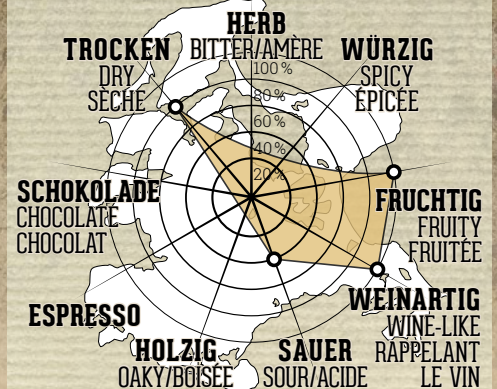 HERB
BITTER/AMÈRE
TROCKEN
DRY
SÈCHE
WÜRZIG
SPICY
ÉPICÉE
100%
80%
60%
40%
20%
SCHOKOLADE
CHOCOLATE
CHOCOLAT
FRUCHTIG
FRUITY
FRUITÉE
WEINARTIG
WINE-LIKE
RAPPELANT
LE VIN
ESPRESSO
HOLZIG
OAKY/BOISÉE
SAUER
SOUR/ACIDE